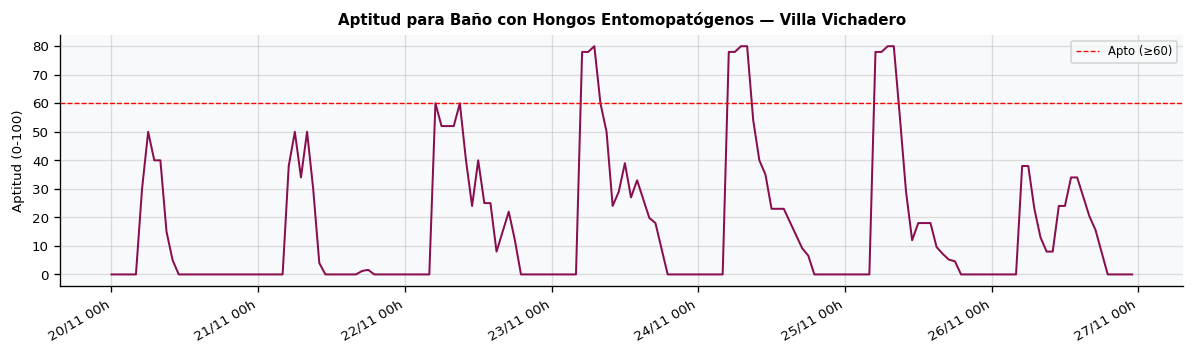 Aptitud para Baño con Hongos Entomopatógenos — Villa Vichadero
Apto (≥60)
Aptitud (0-100)
80
70
60
50
40
30
20
10
0
20/11 00h
21/11 00h
22/11 00h
23/11 00h
24/11 00h
25/11 00h
26/11 00h
27/11 00h